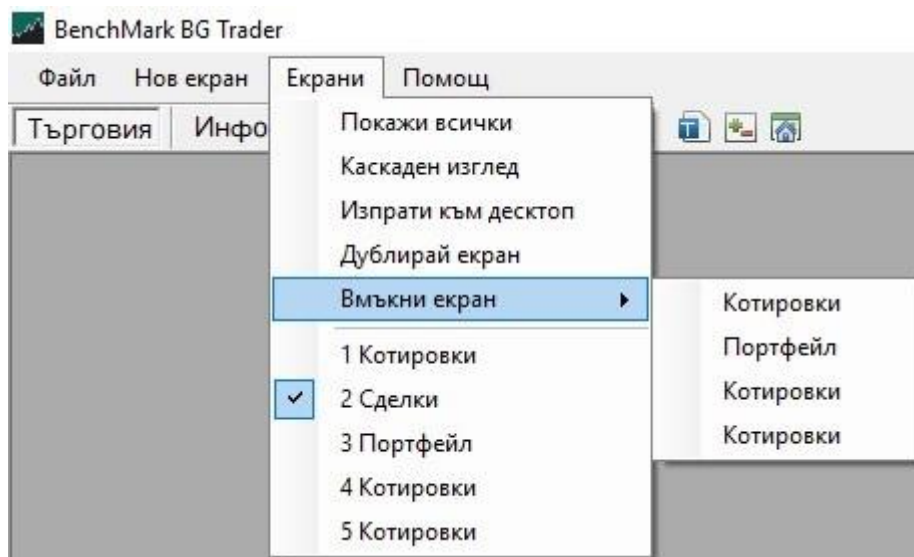 BenchMark BG Trader
Файл Нов екран Екрани Помощ
Търговия Инфо
Покажи всички
Каскаден изглед
Изпрати към десктоп
Дублирай екран
Вмъкни екран
1 Котировки
2 Сделки
3 Портфейл
4 Котировки
5 Котировки
Котировки
Портфейл
Котировки
Котировки